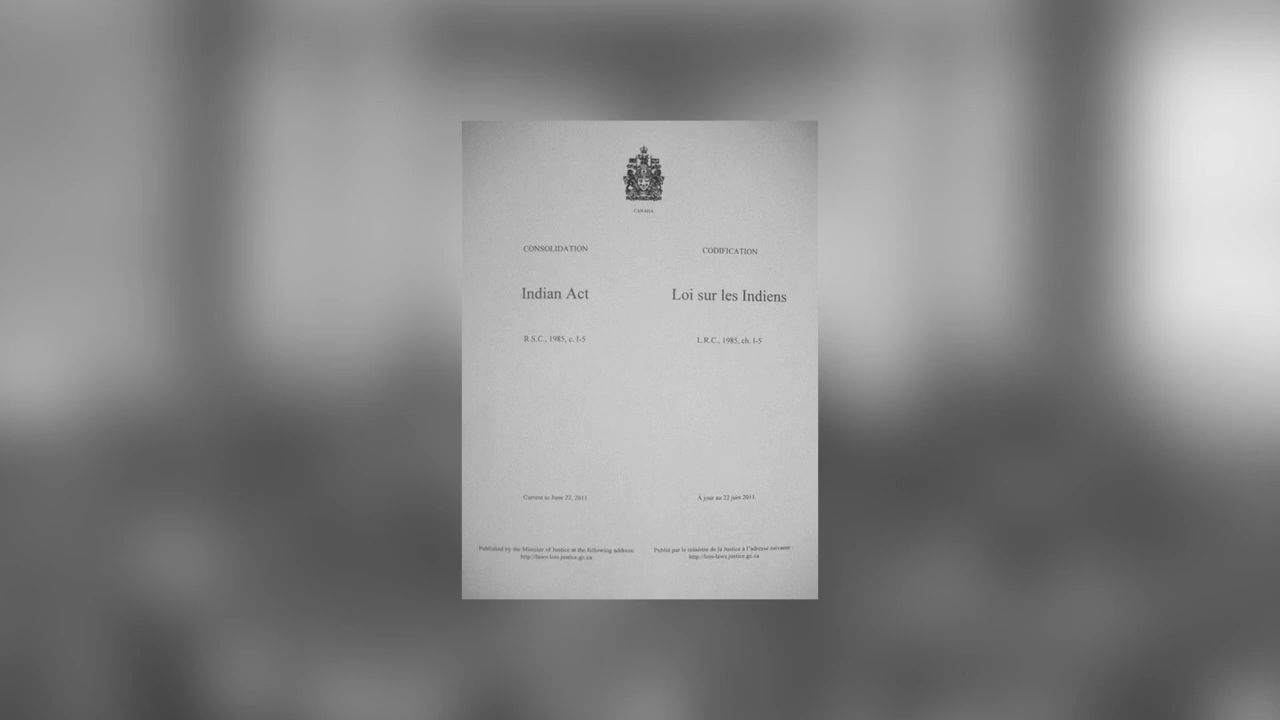 CANADA
CONSOLIDATION
Indian Act
R.S.C., 1985, c. I-5
Current to June 22, 2011
Published by the Minister of Justice at the following address:
http://laws-lois.justice.gc.ca
CODIFICATION
Loi sur les Indiens
L.R.C., 1985, ch. I-5
À jour au 22 juin 2011
Publié par le ministre de la Justice à l'adresse suivante :
http://lois-laws.justice.gc.ca